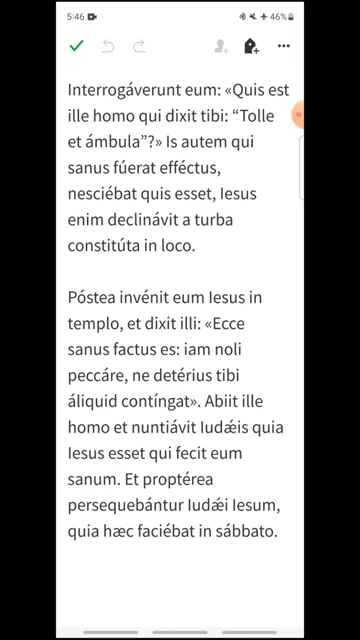 5:46
46%
Interrogáverunt eum: «Quis est
ille homo qui dixit tibi: “Tolle
et ámbula”?» Is autem qui
sanus fúerat efféctus,
nesciébat quis esset, Iesus
enim declinávit a turba
constitúta in loco.
Póstea invénit eum Iesus in
templo, et dixit illi: «Ecce
sanus factus es: iam noli
peccáre, ne detérius tibi
áliquid contíngat». Abiit ille
homo et nuntiávit Iudǽis quia
Iesus esset qui fecit eum
sanum. Et proptérea
persequebántur Iudǽi Iesum,
quia hæc faciébat in sábbato.